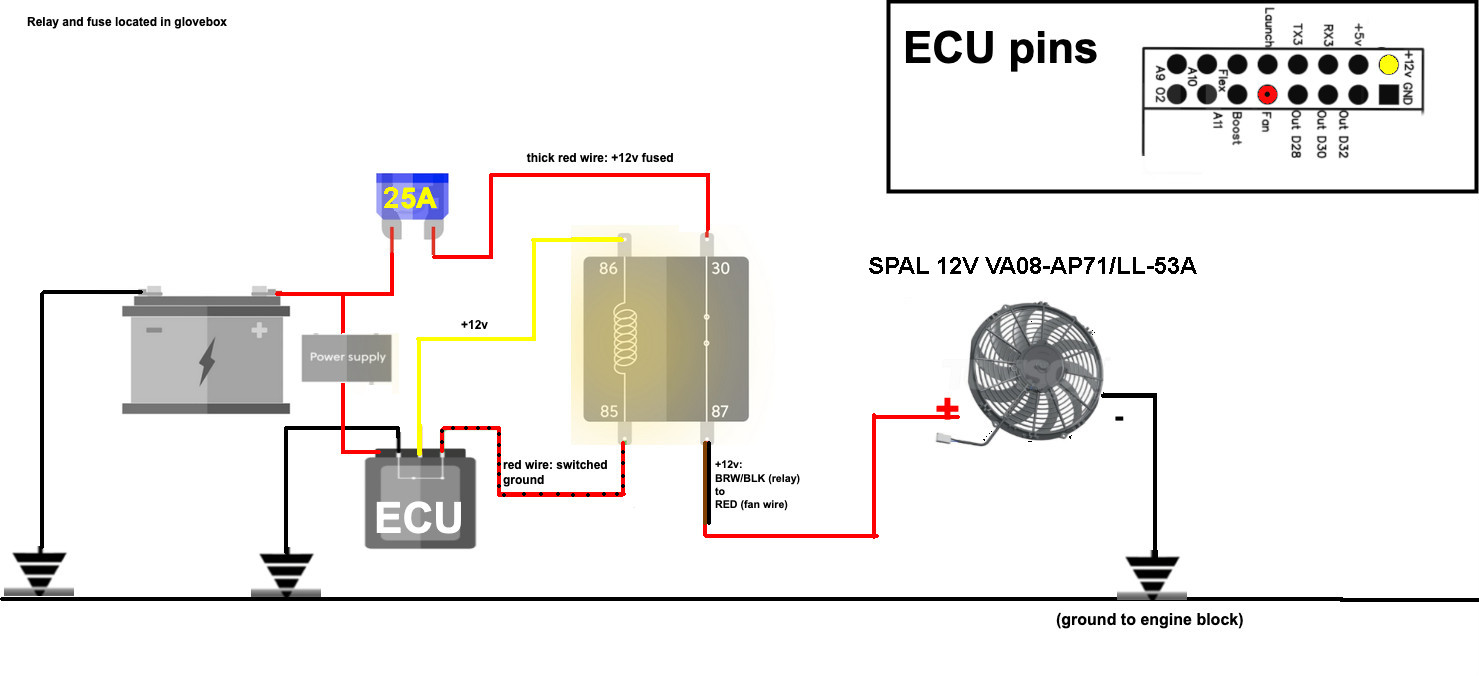 Relay and fuse located in glovebox
ECU pins
Launch
TX3
RX3
+5v
+12v
GND
A9
O2
A10
Flex
A11
Boost
Fan
Out D28
Out D30
Out D32
thick red wire: +12v fused
25A
86
30
SPAL 12V VA08-AP71/LL-53A
+12v
-
+
Power supply
85
87
+
-
red wire: switched
ground
+12v:
BRW/BLK (relay)
to
RED (fan wire)
ECU
(ground to engine block)